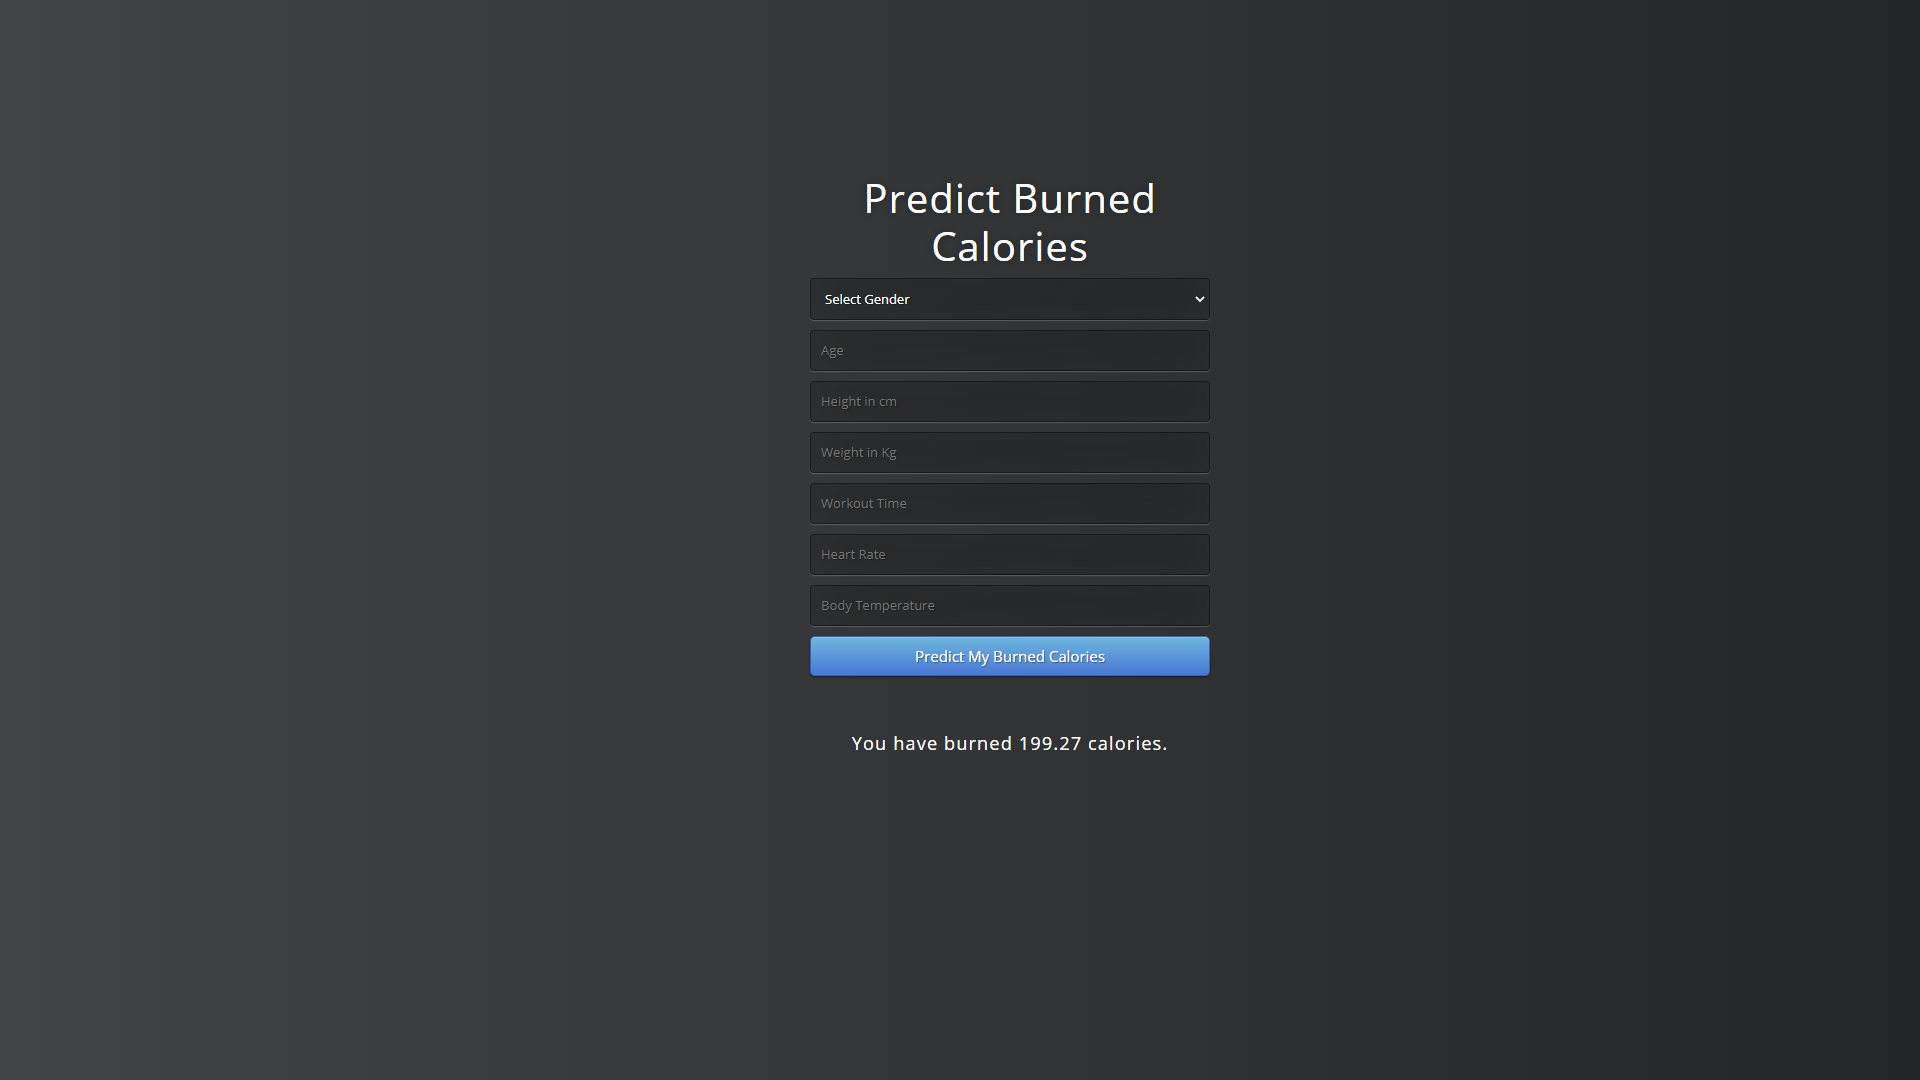 Predict Burned
Calories
Select Gender
Age
Height in cm
Weight in Kg
Workout Time
Heart Rate
Body Temperature
Predict My Burned Calories
You have burned 199.27 calories.